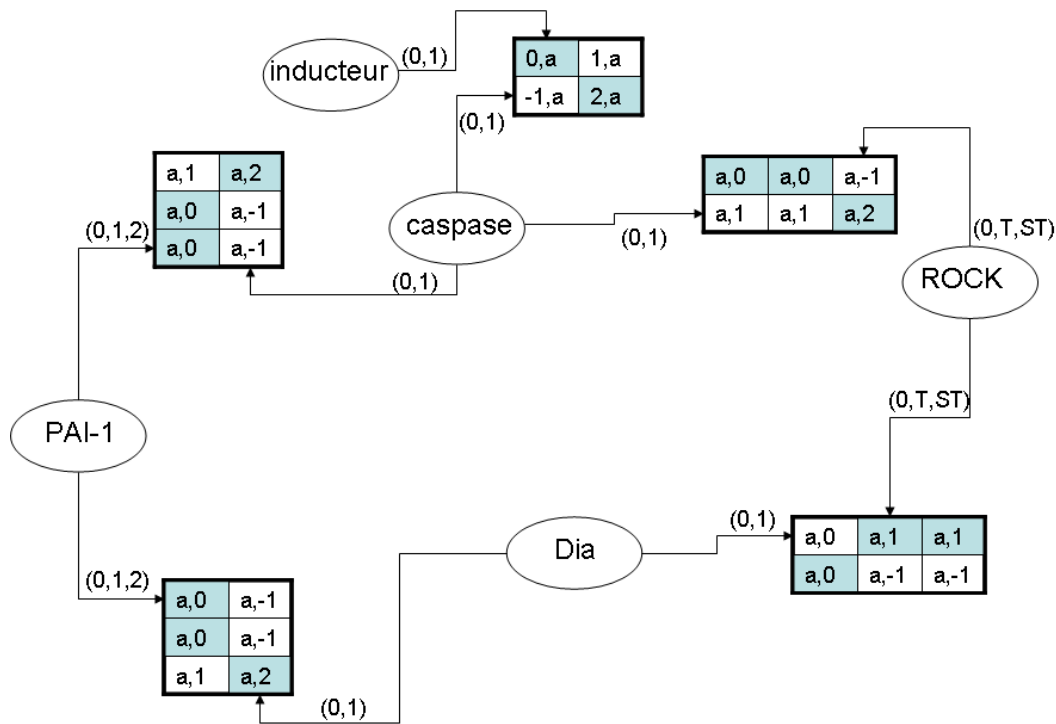 (0,1)
inducteur
0,a 1,a
-1,a 2,a
(0,1)
a,1 a,2
a,0 a,-1
a,0 a,-1
(0,1,2)
caspase
(0,1)
(0,1)
a,0 a,0 a,-1
a,1 a,1 a,2
(0,T,ST)
ROCK
(0,T,ST)
PAI-1
(0,1,2)
a,0 a,-1
a,0 a,-1
a,1 a,2
(0,1)
Dia
(0,1)
a,0 a,1 a,1
a,0 a,-1 a,-1